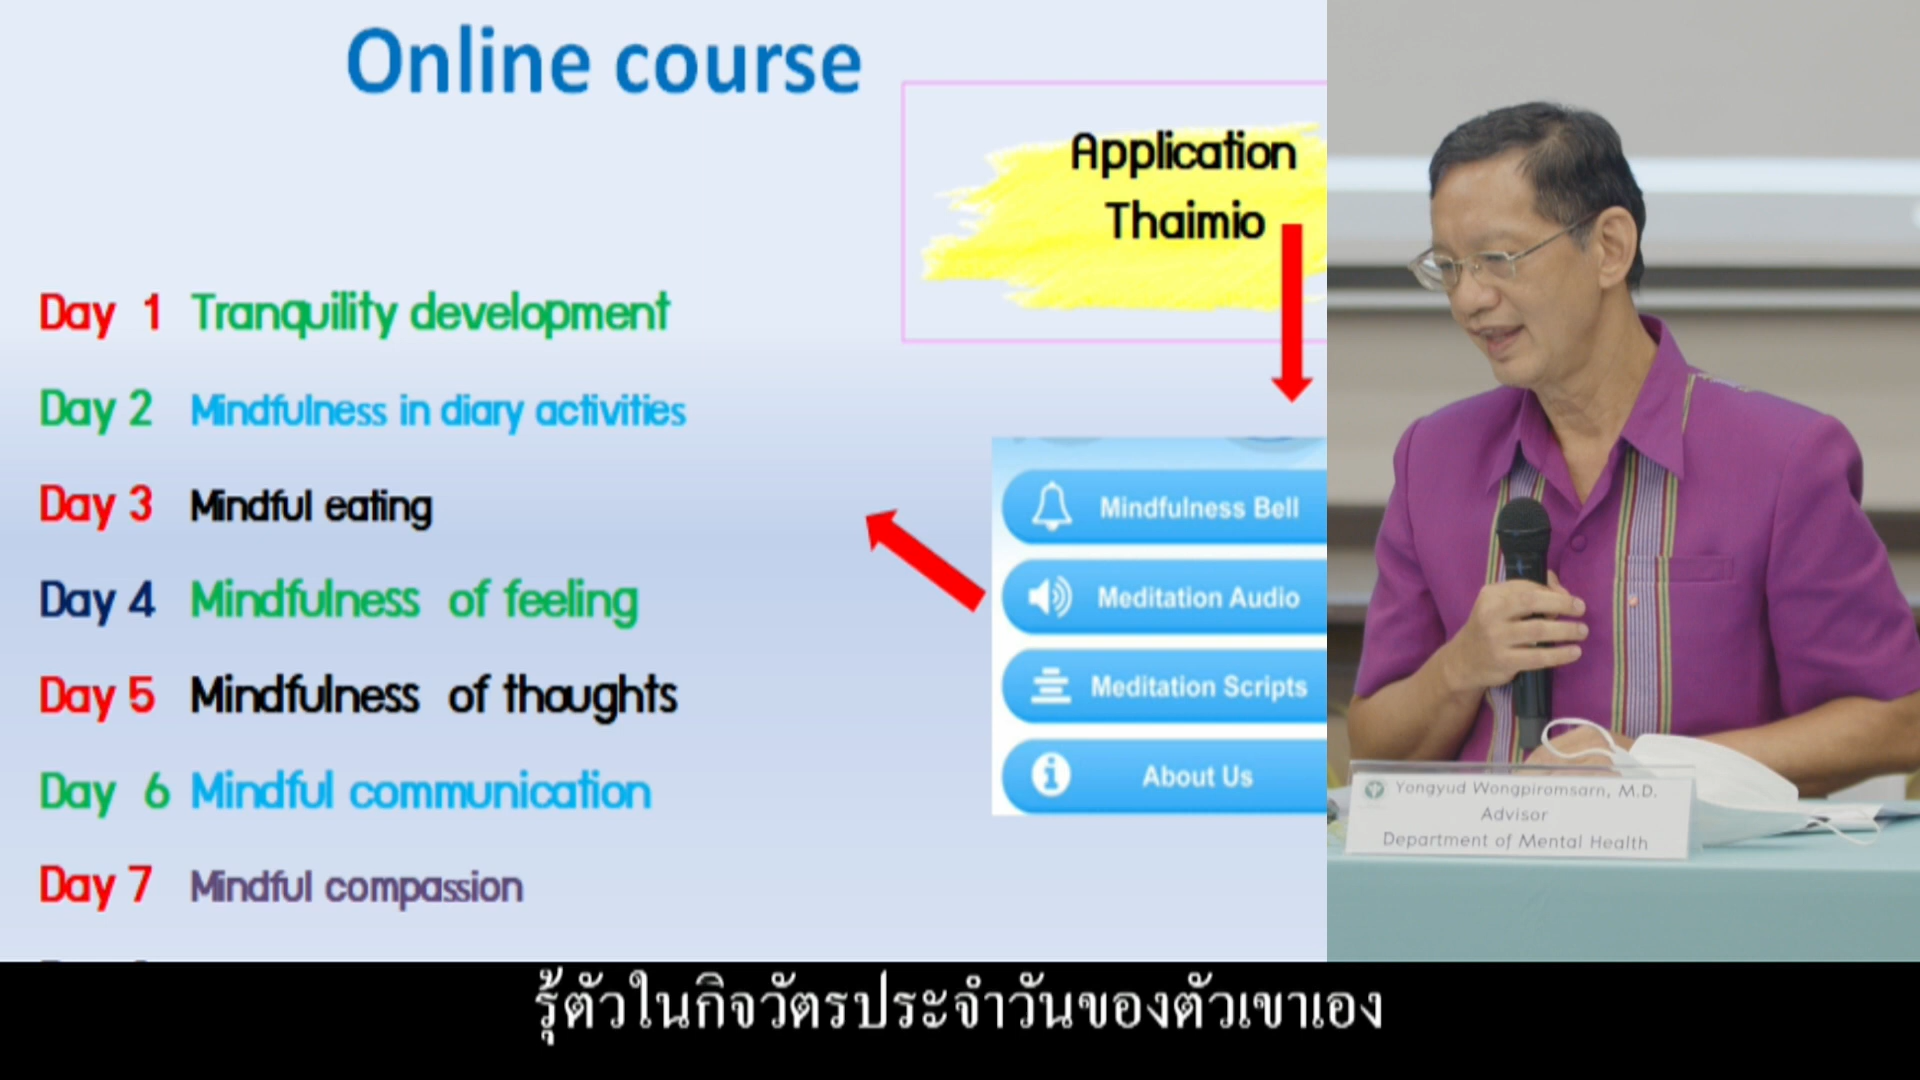 Online course
Application
Thaimio
Day 1 Tranquility development
Day 2 Mindfulness in diary activities
Day 3 Mindful eating
Day 4 Mindfulness of feeling
Day 5 Mindfulness of thoughts
Day 6 Mindful communication
Day 7 Mindful compassion
Mindfulness Bell
Meditation Audio
Meditation Scripts
About Us
Yongyud Wongpiromsarn, M.D.
Advisor
Department of Mental Health
รู้ตัวในกิจวัตรประจำวันของตัวเขาเอง